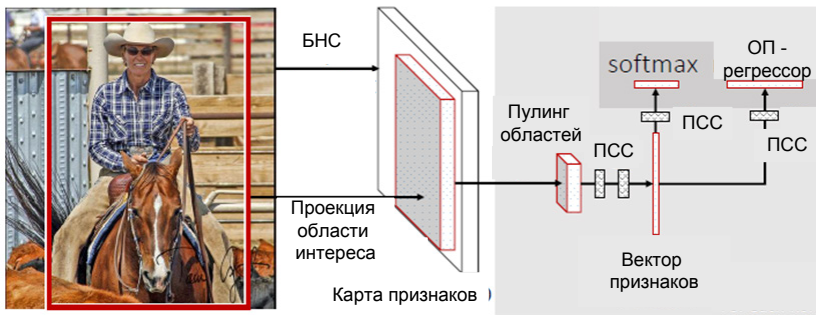 БНС
Проекция
области
интереса
Карта признаков
Пулинг
областей
ПСС
softmax
ПСС
ОП -
регрессор
ПСС
Вектор
признаков